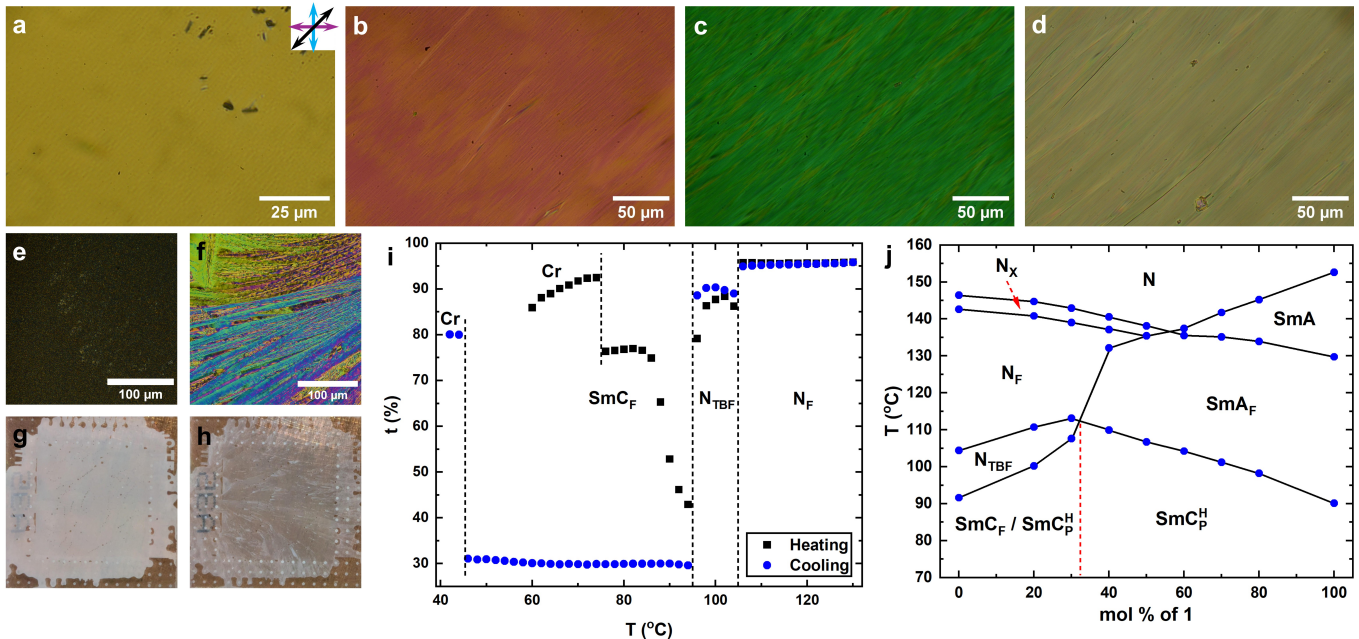 a
25 µm
b
50 µm
c
50 µm
d
50 µm
e
100 µm
f
100 µm
g
h
i
t (%)
100
90
80
70
60
50
40
30
Cr
Cr
SmC_F
N_TBF
N_F
Heating
Cooling
40 60 80 100 120
T (°C)
j
T (°C)
160
150
140
130
120
110
100
90
80
70
N_X
N
SmA
N_F
SmA_F
N_TBF
SmC_F / SmC_P^H
SmC_P^H
0 20 40 60 80 100
mol % of 1